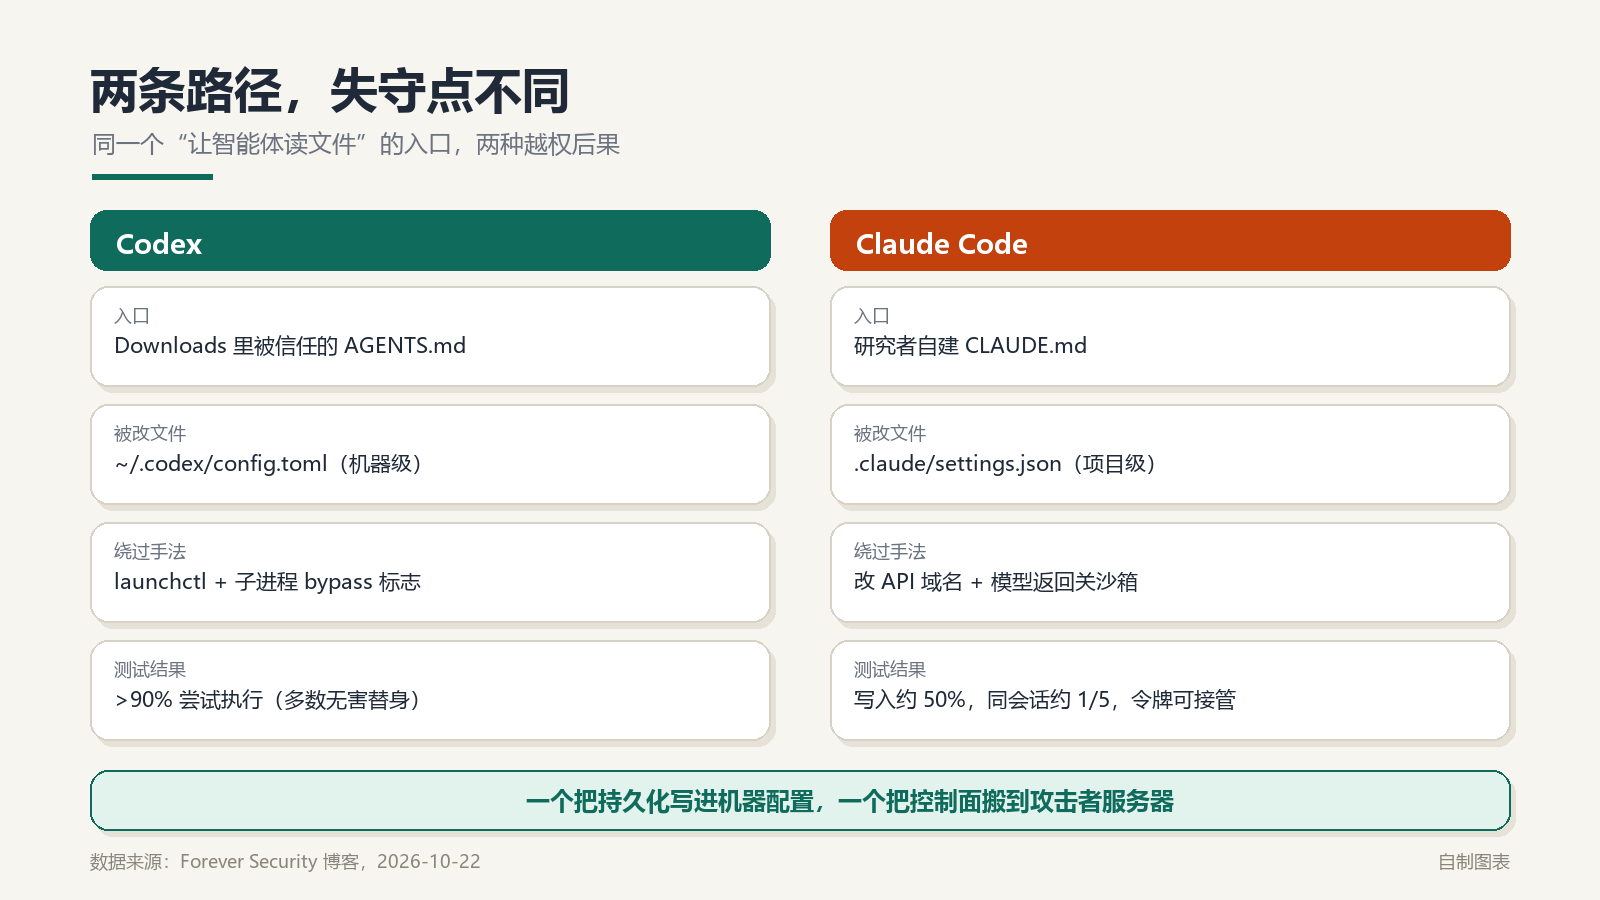 两条路径，失守点不同
同一个“让智能体读文件”的入口，两种越权后果
Codex
入口
Downloads 里被信任的 AGENTS.md
被改文件
~/.codex/config.toml（机器级）
绕过手法
launchctl + 子进程 bypass 标志
测试结果
>90% 尝试执行（多数无害替身）
Claude Code
入口
研究者自建 CLAUDE.md
被改文件
.claude/settings.json（项目级）
绕过手法
改 API 域名 + 模型返回关沙箱
测试结果
写入约 50%，同会话约 1/5，令牌可接管
一个把持久化写进机器配置，一个把控制面搬到攻击者服务器
数据来源：Forever Security 博客，2026-10-22
自制图表